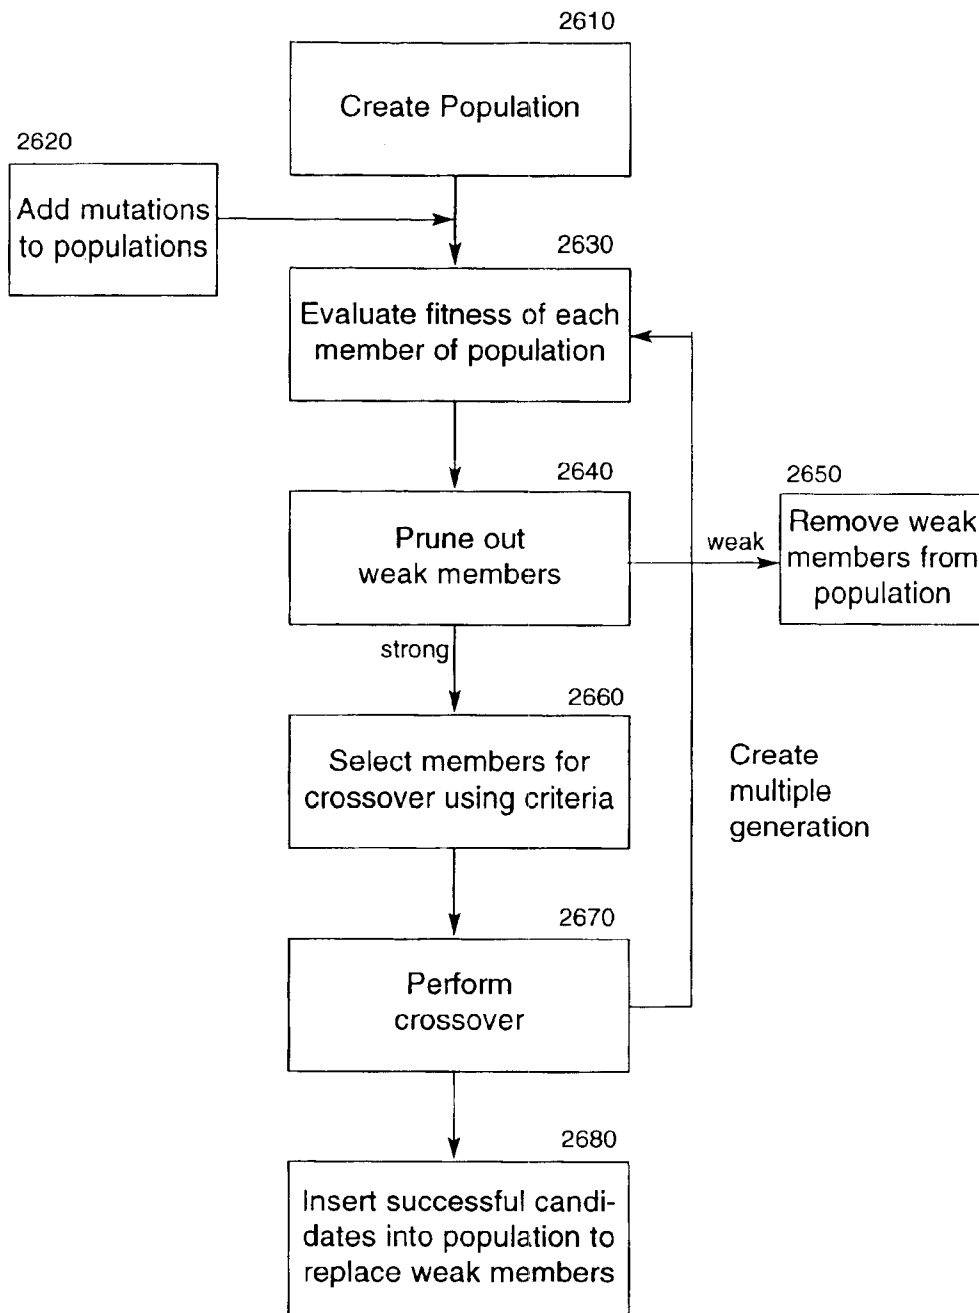 2610
Create Population
2620
Add mutations
to populations
2630
Evaluate fitness of each
member of population
2640
Prune out
weak members
weak
2650
Remove weak
members from
population
strong
2660
Select members for
crossover using criteria
Create
multiple
generation
2670
Perform
crossover
2680
Insert successful candi-
dates into population to
replace weak members